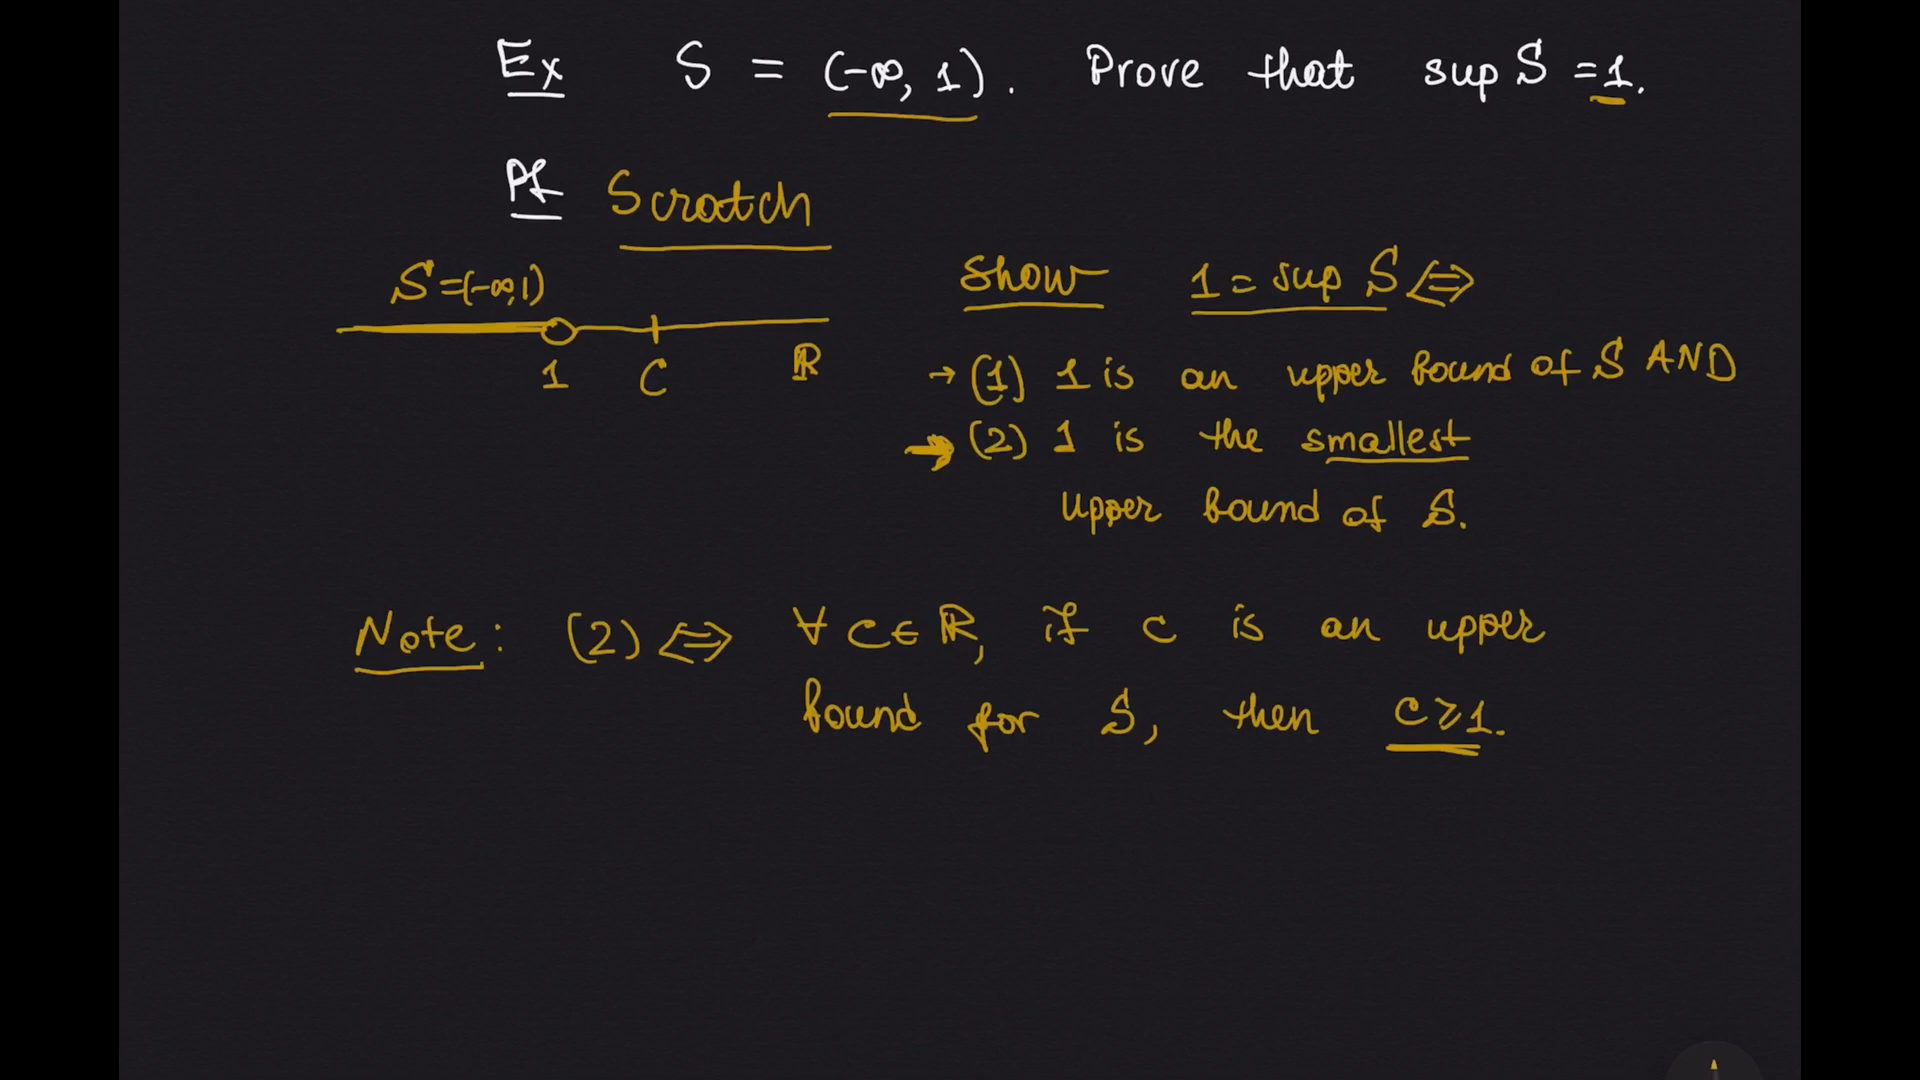 Ex S = (-∞, 1). Prove that sup S = 1.
Pf Scratch
S=(-∞,1)
1 C ℝ
Show 1 = sup S ⇔
→ (1) 1 is an upper bound of S AND
→ (2) 1 is the smallest
upper bound of S.
Note: (2) ⇔ ∀ c ∈ ℝ, if c is an upper
bound for S, then c ≥ 1.